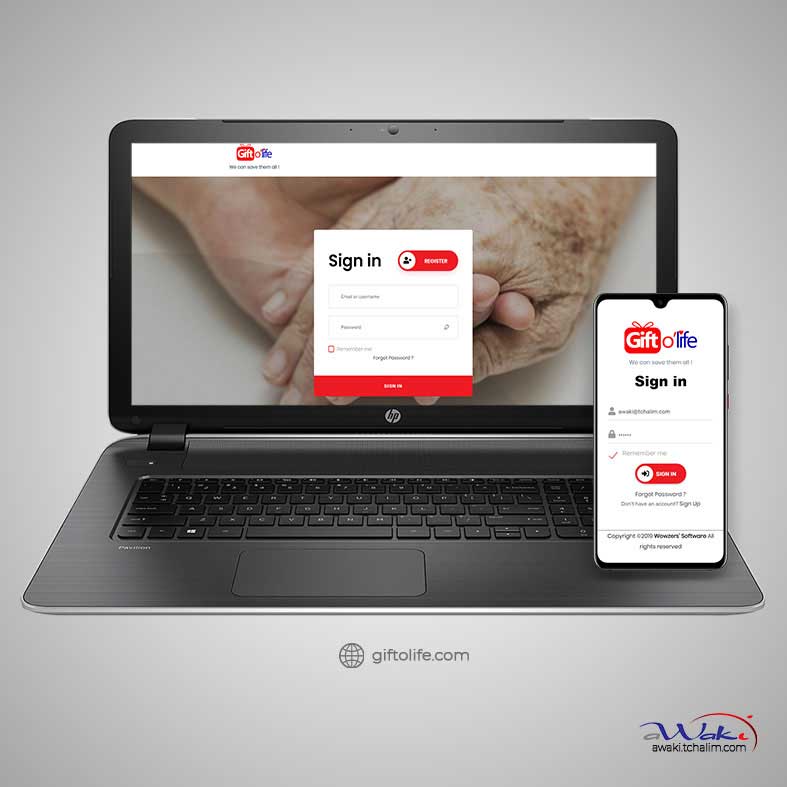 Gift o'life
We can save them all !
Sign in
REGISTER
Email or username
Password
Remember me
Forgot Password ?
SIGN IN
hp
Pavilion
Gift o'life
We can save them all !
Sign in
awaki@tchalim.com
••••••
Remember me
SIGN IN
Forgot Password ?
Don't have an account? Sign Up
Copyright ©2019 Wowzers' Software All
rights reserved
giftolife.com
aWaki
awaki.tchalim.com